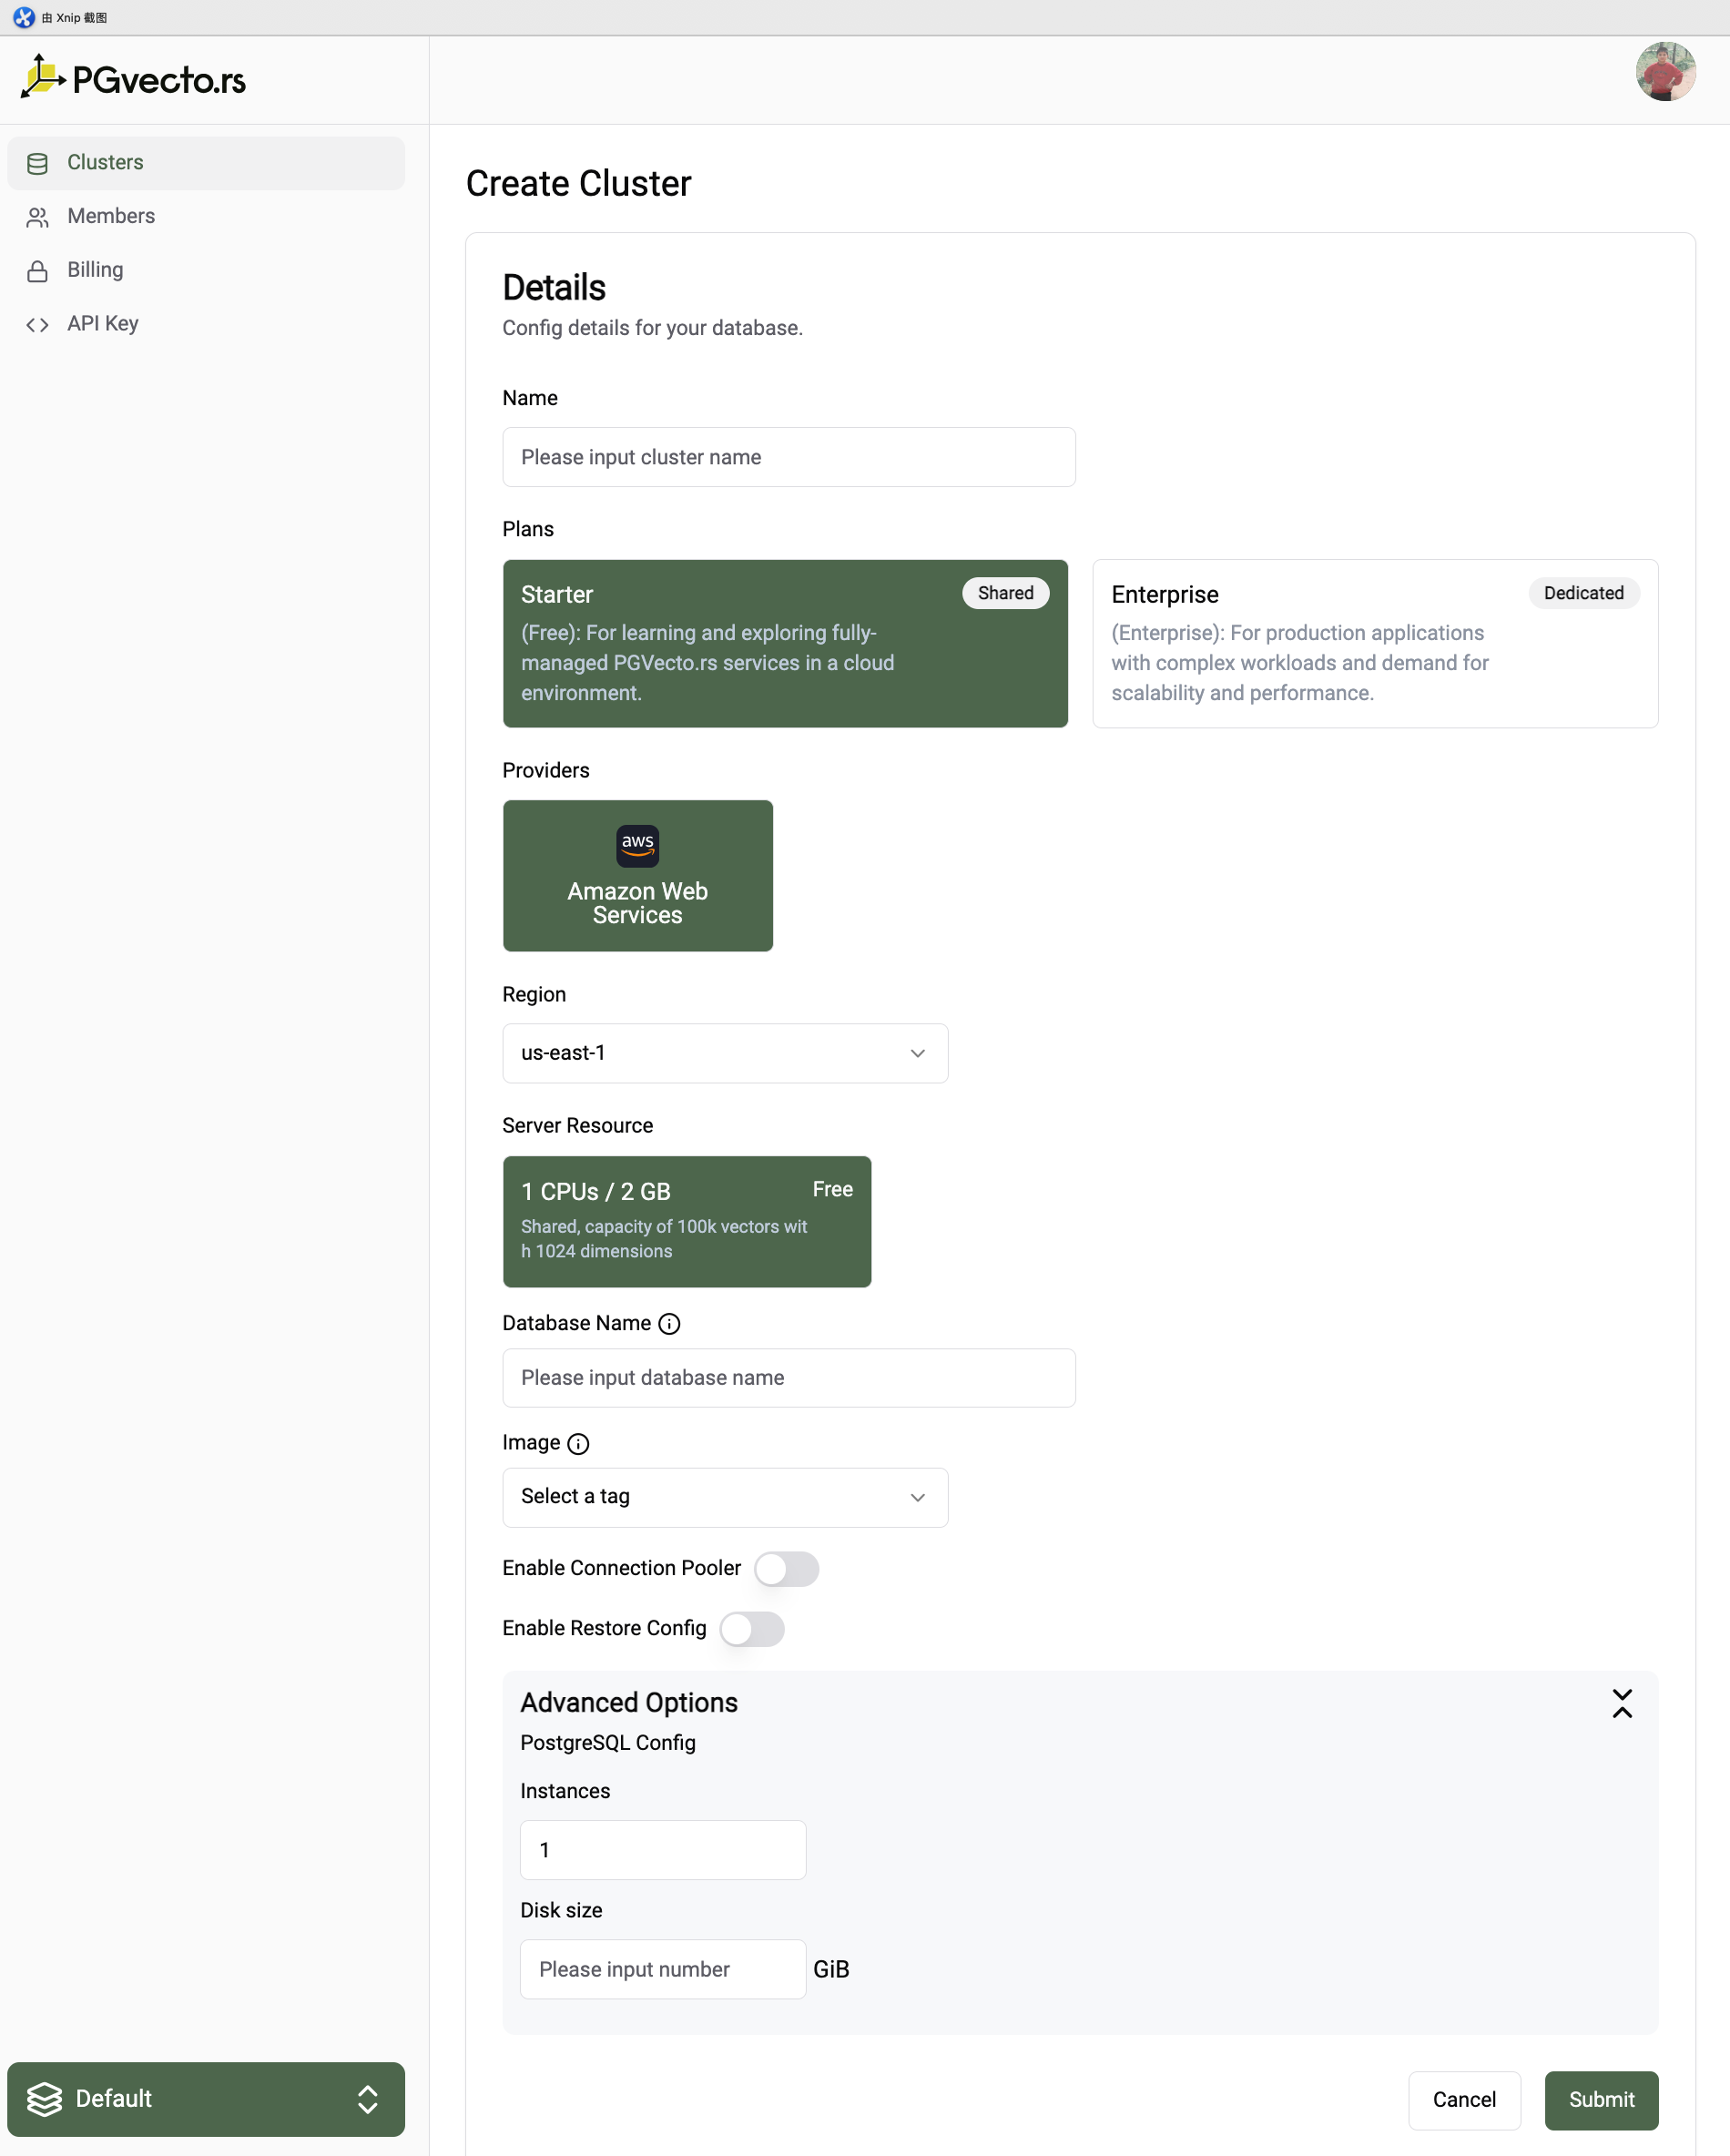 由 Xnip 截图
PGvecto.rs
Clusters
Members
Billing
API Key
Create Cluster
Details
Config details for your database.
Name
Please input cluster name
Plans
Starter
Shared
(Free): For learning and exploring fully-
managed PGVecto.rs services in a cloud
environment.
Enterprise
Dedicated
(Enterprise): For production applications
with complex workloads and demand for
scalability and performance.
Providers
aws
Amazon Web
Services
Region
us-east-1
Server Resource
1 CPUs / 2 GB
Free
Shared, capacity of 100k vectors wit
h 1024 dimensions
Database Name
Please input database name
Image
Select a tag
Enable Connection Pooler
Enable Restore Config
Advanced Options
PostgreSQL Config
Instances
1
Disk size
Please input number
GiB
Default
Cancel
Submit